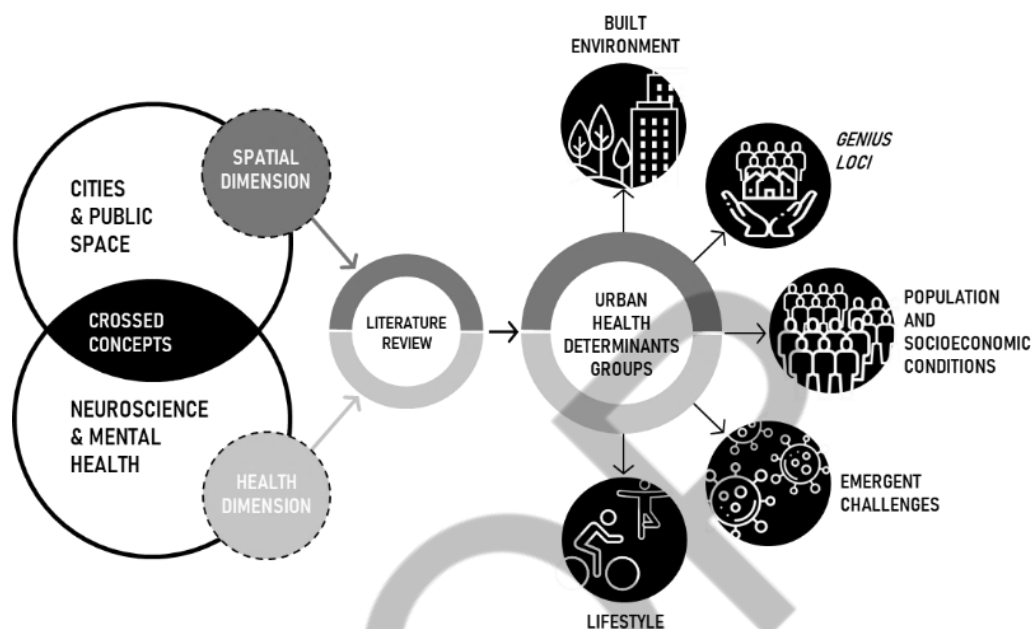 BUILT
ENVIRONMENT
GENIUS
LOCI
SPATIAL
DIMENSION
CITIES
& PUBLIC
SPACE
CROSSED
CONCEPTS
NEUROSCIENCE
& MENTAL
HEALTH
HEALTH
DIMENSION
LITERATURE
REVIEW
URBAN
HEALTH
DETERMINANTS
GROUPS
POPULATION
AND
SOCIOECONOMIC
CONDITIONS
EMERGENT
CHALLENGES
LIFESTYLE